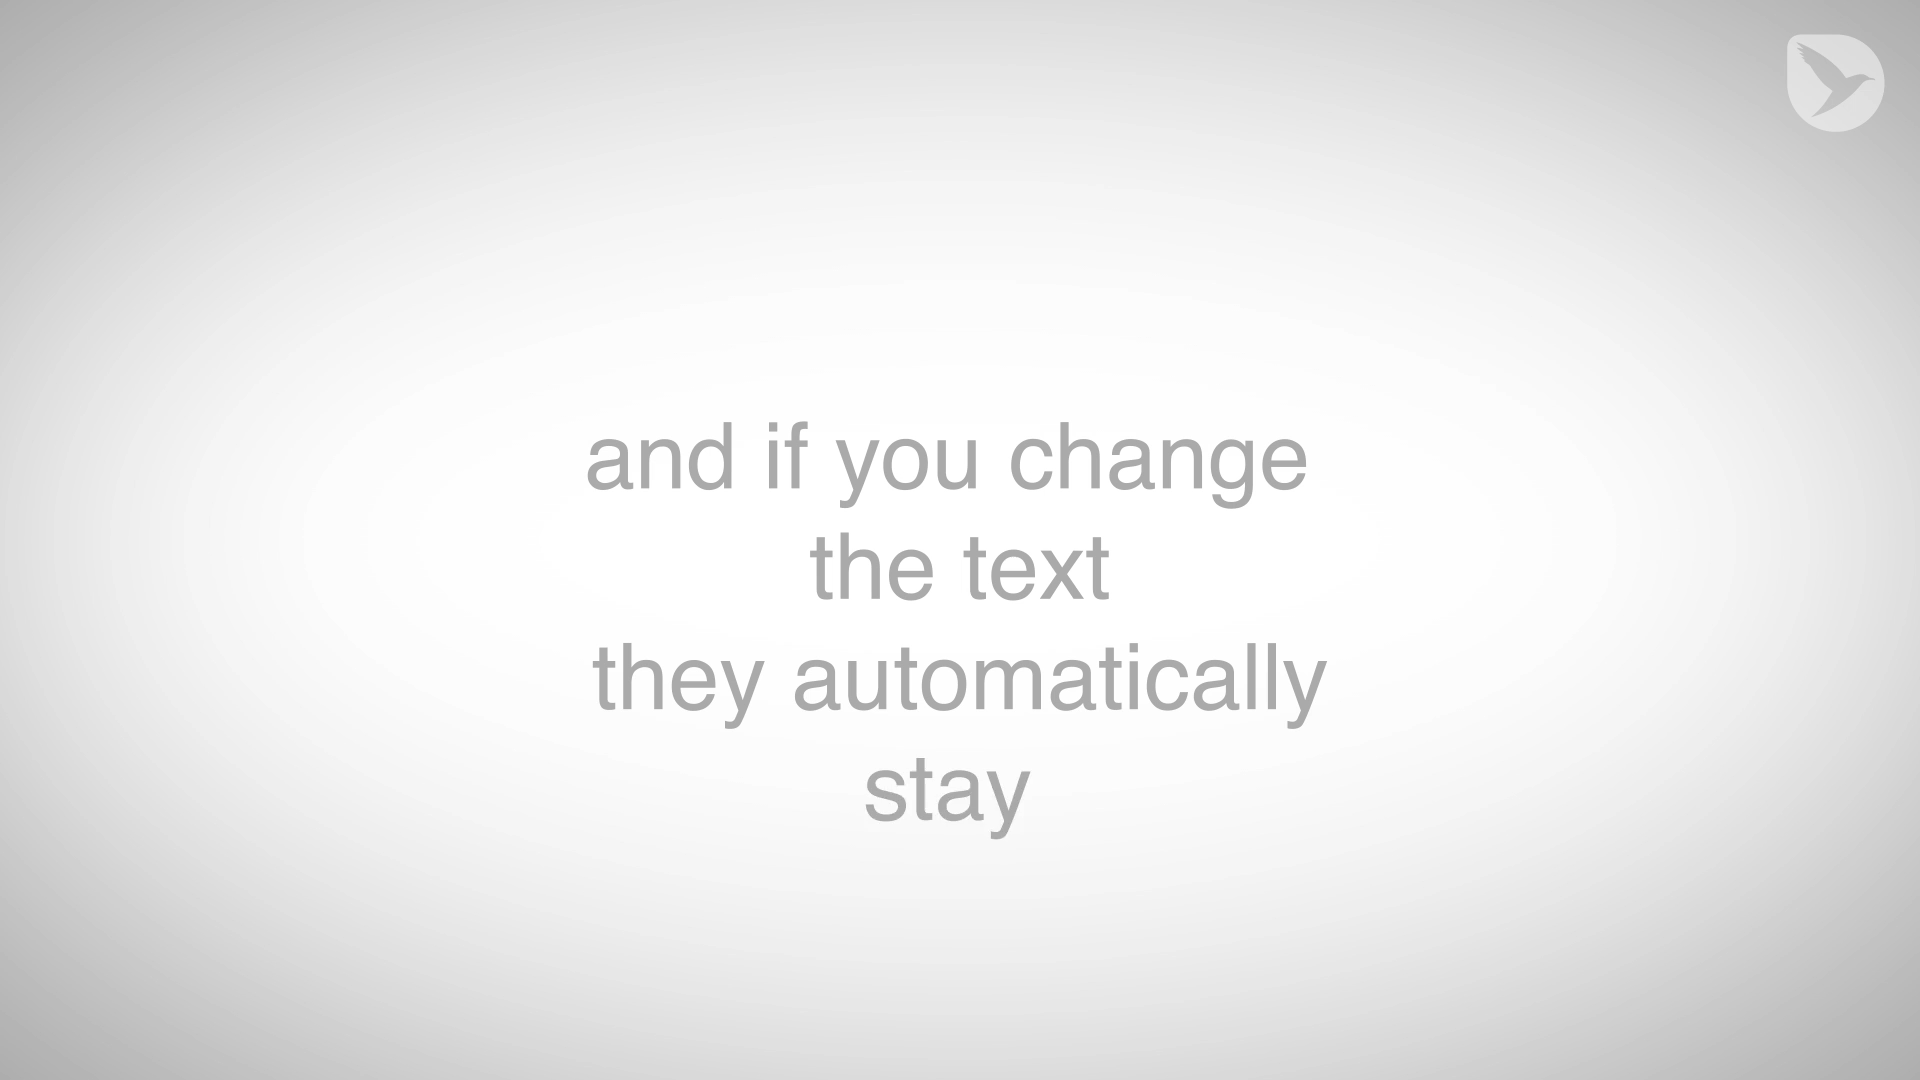 and if you change
the text
they automatically
stay